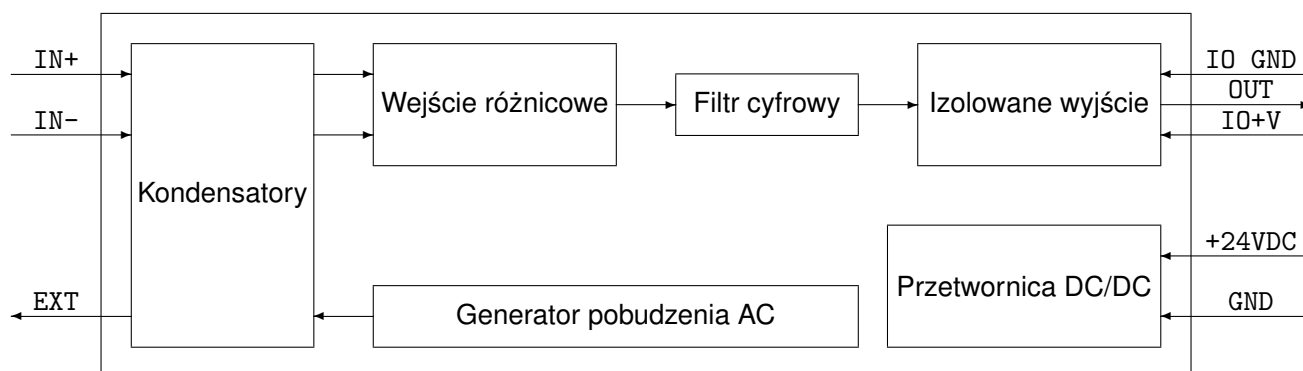 IN+
IN-
EXT
Kondensatory
Wejście różnicowe
Filtr cyfrowy
Izolowane wyjście
Generator pobudzenia AC
Przetwornica DC/DC
IO GND
OUT
IO+V
+24VDC
GND